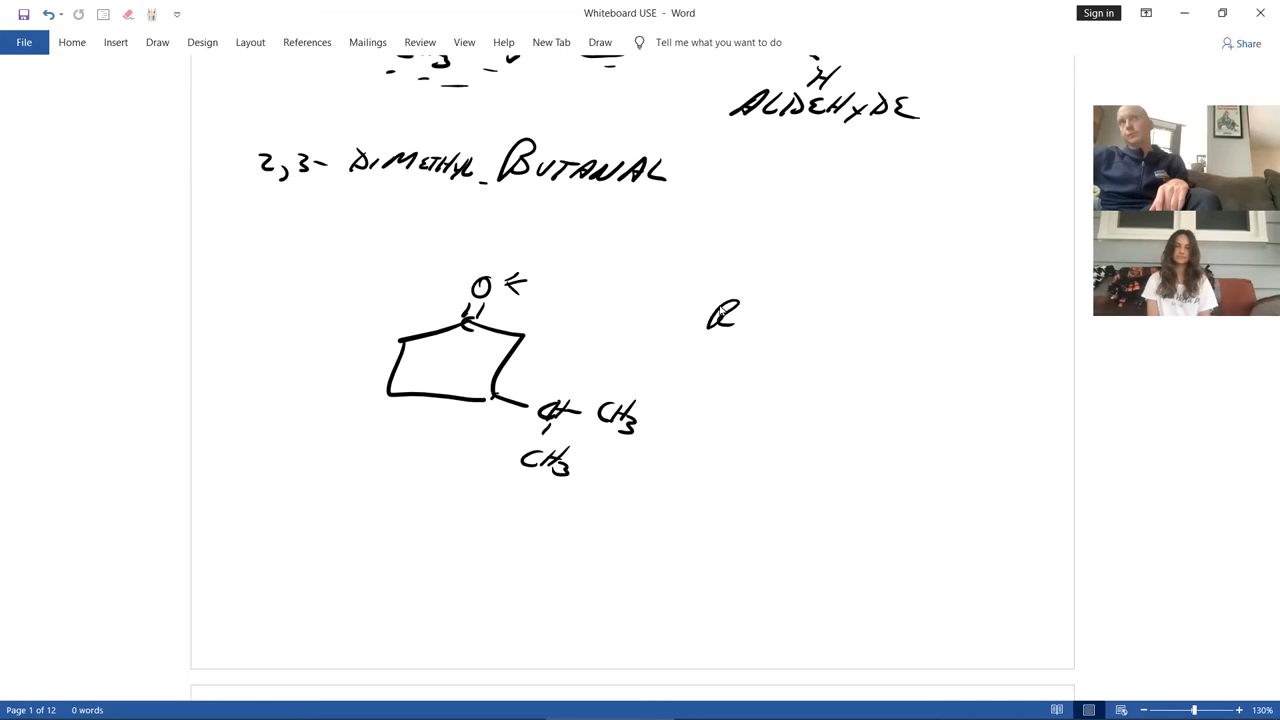 Whiteboard USE - Word
Sign in
File Home Insert Draw Design Layout References Mailings Review View Help New Tab Draw Tell me what you want to do Share
H
ALDEHYDE
2,3- DIMETHYL-BUTANAL
O
C
R
CH-CH3
CH3
Page 1 of 12 0 words 130%